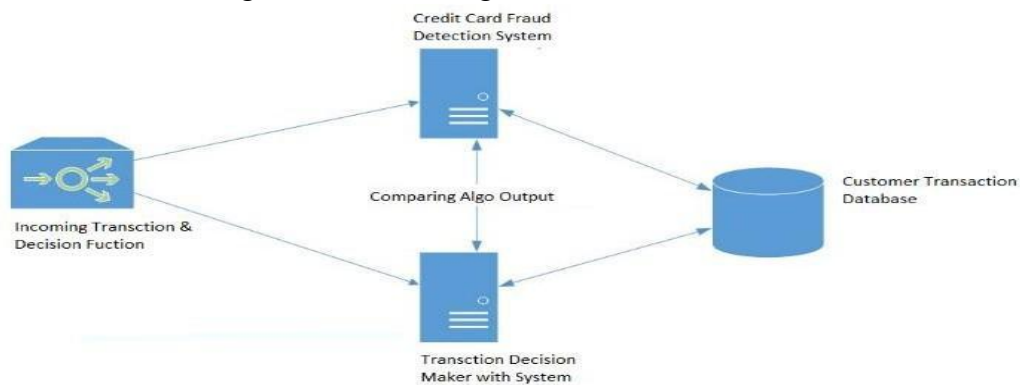 Credit Card Fraud
Detection System
Incoming Transction &
Decision Fuction
Comparing Algo Output
Customer Transaction
Database
Transction Decision
Maker with System